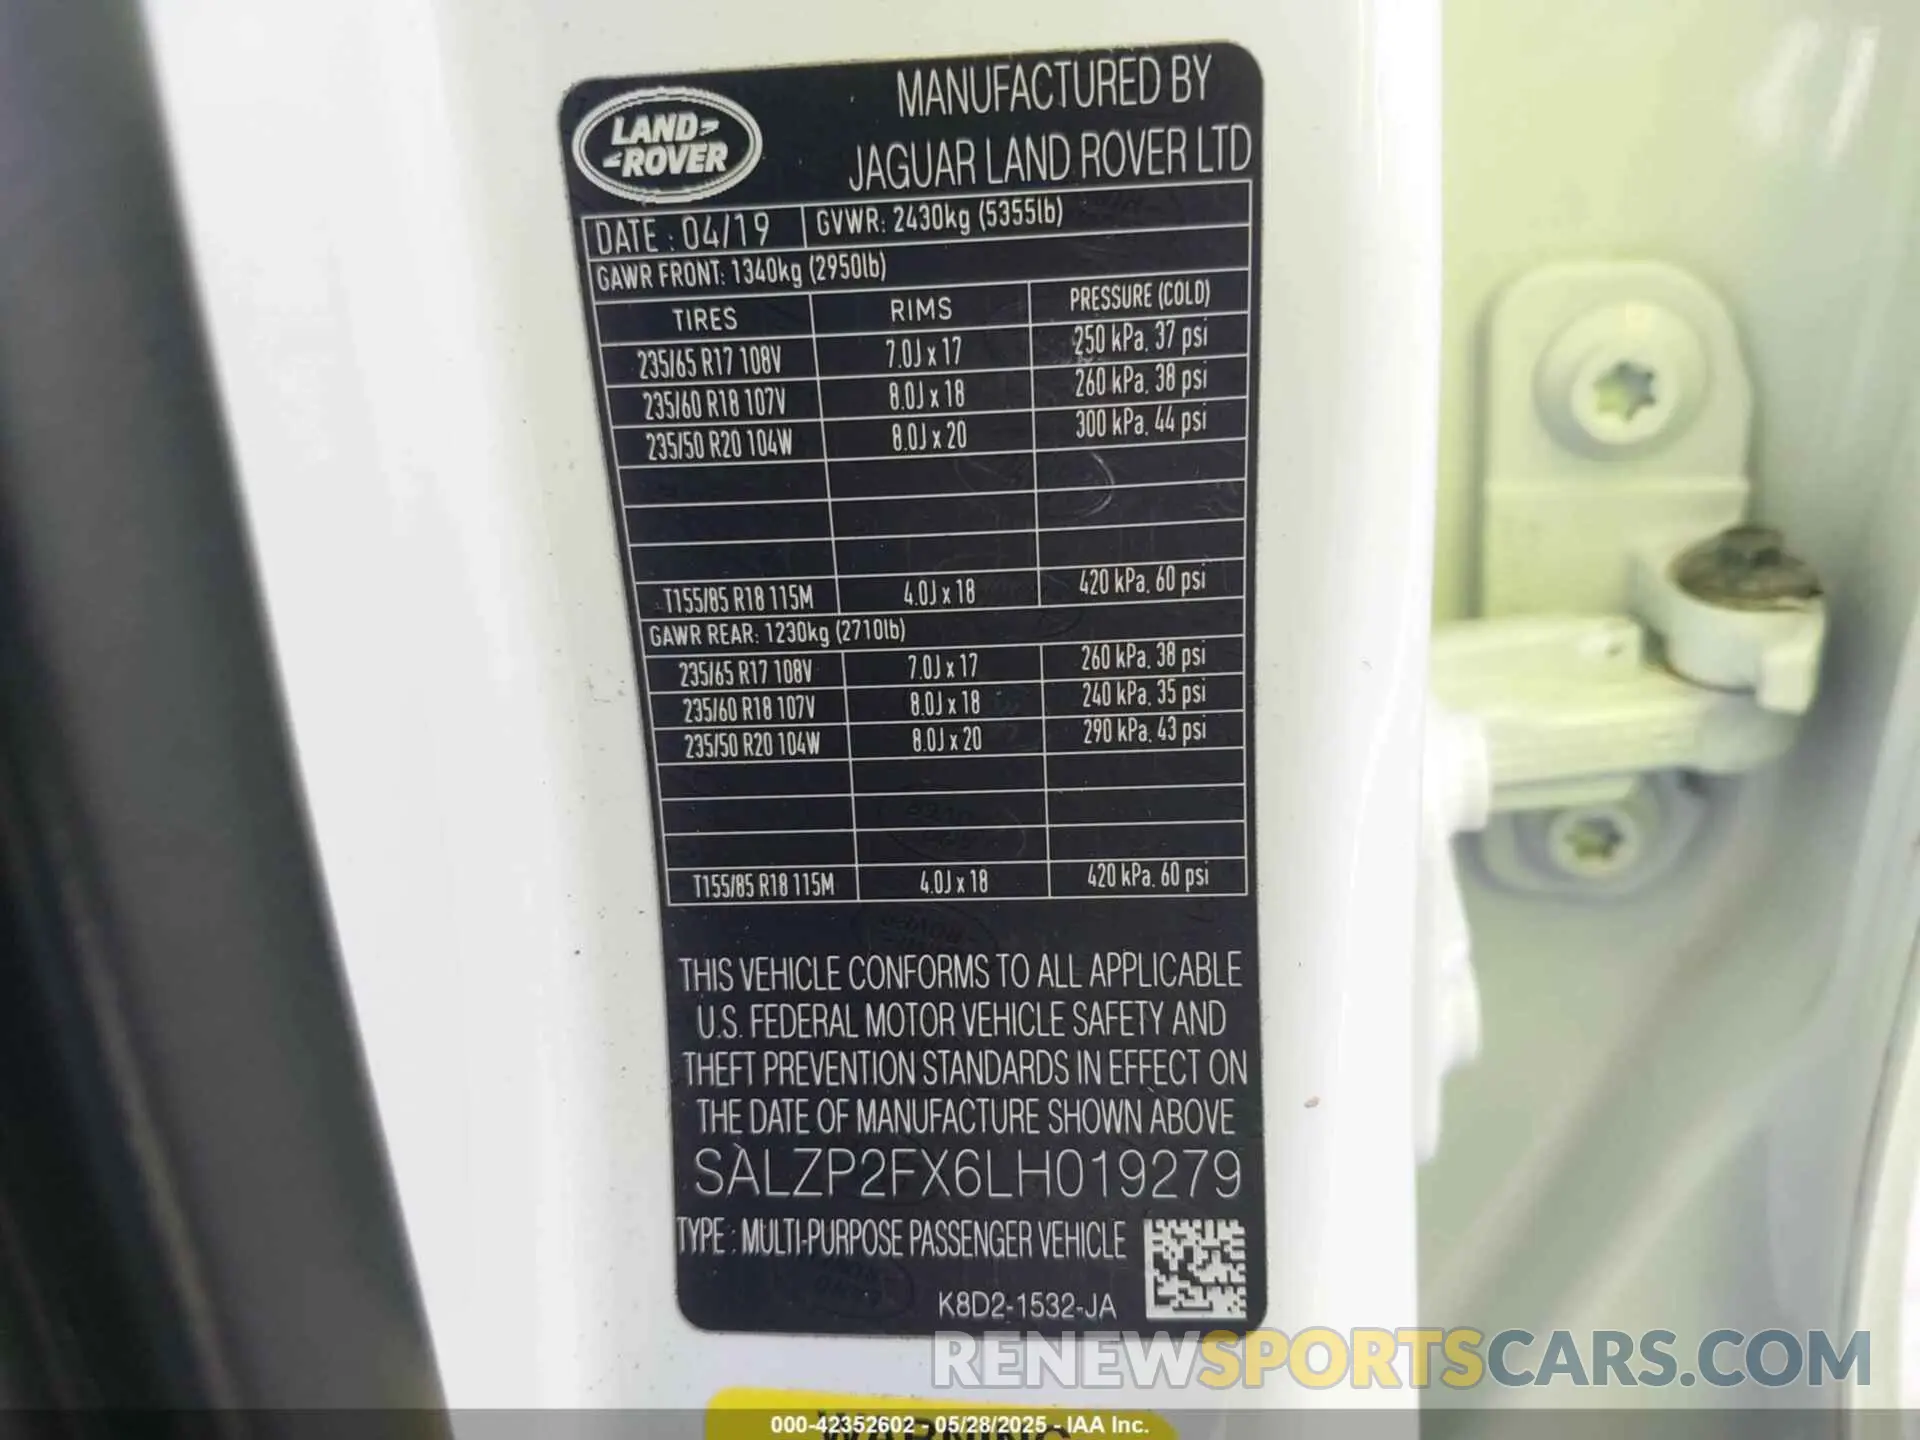 LAND
ROVER
MANUFACTURED BY
JAGUAR LAND ROVER LTD
DATE : 04/19 GVWR: 2430kg (5355lb)
GAWR FRONT: 1340kg (2950lb)
TIRES RIMS PRESSURE (COLD)
235/65 R17 108V 7.0J x 17 250 kPa. 37 psi
235/60 R18 107V 8.0J x 18 260 kPa. 38 psi
235/50 R20 104W 8.0J x 20 300 kPa. 44 psi
T155/85 R18 115M 4.0J x 18 420 kPa. 60 psi
GAWR REAR: 1230kg (2710lb)
235/65 R17 108V 7.0J x 17 260 kPa. 38 psi
235/60 R18 107V 8.0J x 18 240 kPa. 35 psi
235/50 R20 104W 8.0J x 20 290 kPa. 43 psi
T155/85 R18 115M 4.0J x 18 420 kPa. 60 psi
THIS VEHICLE CONFORMS TO ALL APPLICABLE
U.S. FEDERAL MOTOR VEHICLE SAFETY AND
THEFT PREVENTION STANDARDS IN EFFECT ON
THE DATE OF MANUFACTURE SHOWN ABOVE
SALZP2FX6LH019279
TYPE : MULTI-PURPOSE PASSENGER VEHICLE
K8D2-1532-JA
RENEWSPORTSCARS.COM
WARNING
000-42352602 - 05/28/2025 - IAA Inc.